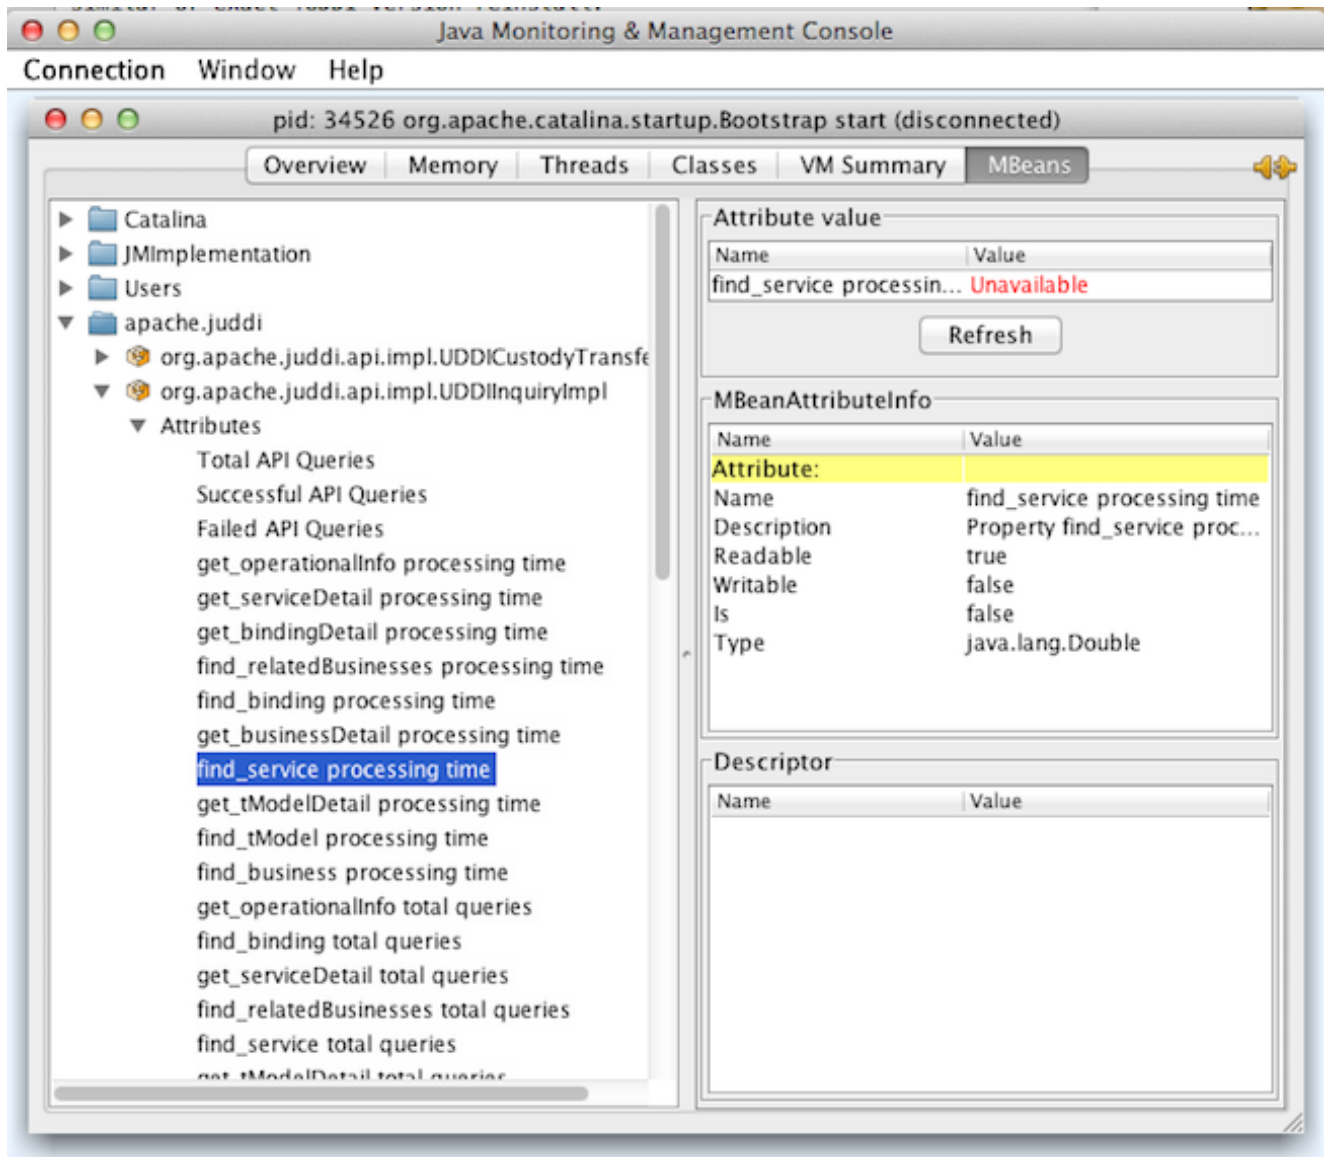 Java Monitoring & Management Console
Connection Window Help
pid: 34526 org.apache.catalina.startup.Bootstrap start (disconnected)
Overview Memory Threads Classes VM Summary MBeans
Catalina
JMImplementation
Users
apache.juddi
org.apache.juddi.api.impl.UDDICustodyTransfe
org.apache.juddi.api.impl.UDDIInquiryImpl
Attributes
Total API Queries
Successful API Queries
Failed API Queries
get_operationalInfo processing time
get_serviceDetail processing time
get_bindingDetail processing time
find_relatedBusinesses processing time
find_binding processing time
get_businessDetail processing time
find_service processing time
get_tModelDetail processing time
find_tModel processing time
find_business processing time
get_operationalInfo total queries
find_binding total queries
get_serviceDetail total queries
find_relatedBusinesses total queries
find_service total queries
get_tModelDetail total queries
Attribute value
Name Value
find_service processin... Unavailable
Refresh
MBeanAttributeInfo
Name Value
Attribute:
Name find_service processing time
Description Property find_service proc...
Readable true
Writable false
Is false
Type java.lang.Double
Descriptor
Name Value